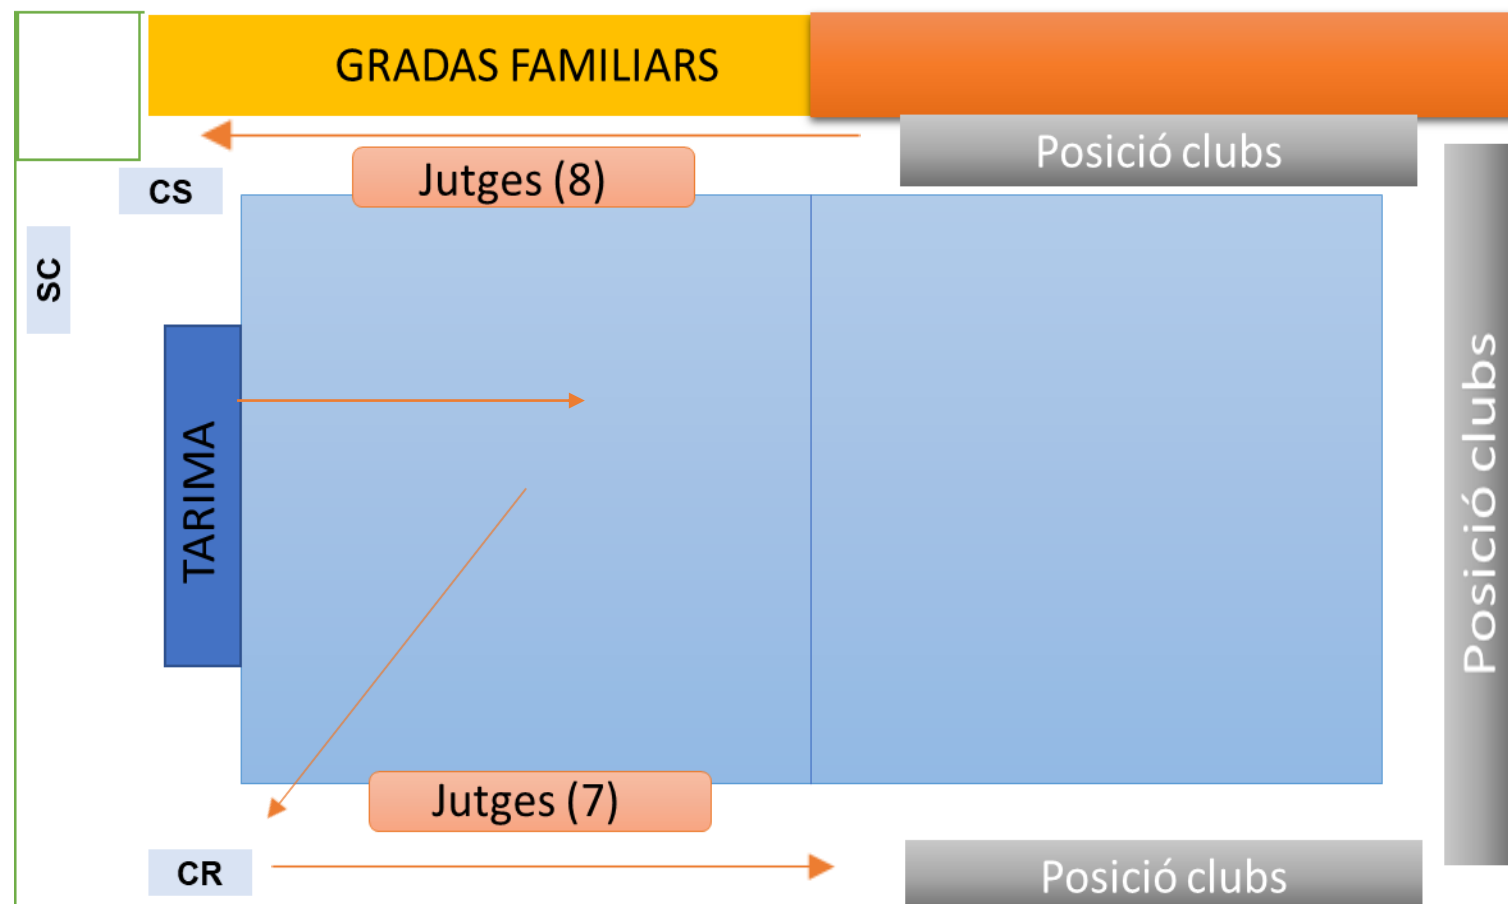 GRADAS FAMILIARS
Posició clubs
Jutges (8)
CS
SC
TARIMA
Posició clubs
Jutges (7)
CR
Posició clubs